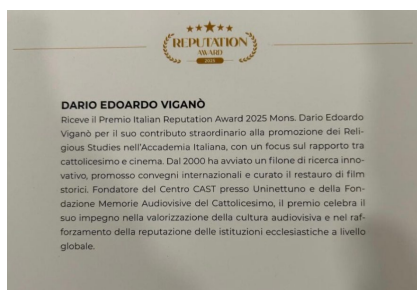 REPUTATION
AWARD
2025
DARIO EDOARDO VIGANÒ
Riceve il Premio Italian Reputation Award 2025 Mons. Dario Edoardo
Viganò per il suo contributo straordinario alla promozione dei Reli-
gious Studies nell'Accademia Italiana, con un focus sul rapporto tra
cattolicesimo e cinema. Dal 2000 ha avviato un filone di ricerca inno-
vativo, promosso convegni internazionali e curato il restauro di film
storici. Fondatore del Centro CAST presso Uninettuno e della Fon-
dazione Memorie Audiovisive del Cattolicesimo, il premio celebra il
suo impegno nella valorizzazione della cultura audiovisiva e nel raf-
forzamento della reputazione delle istituzioni ecclesiastiche a livello
globale.